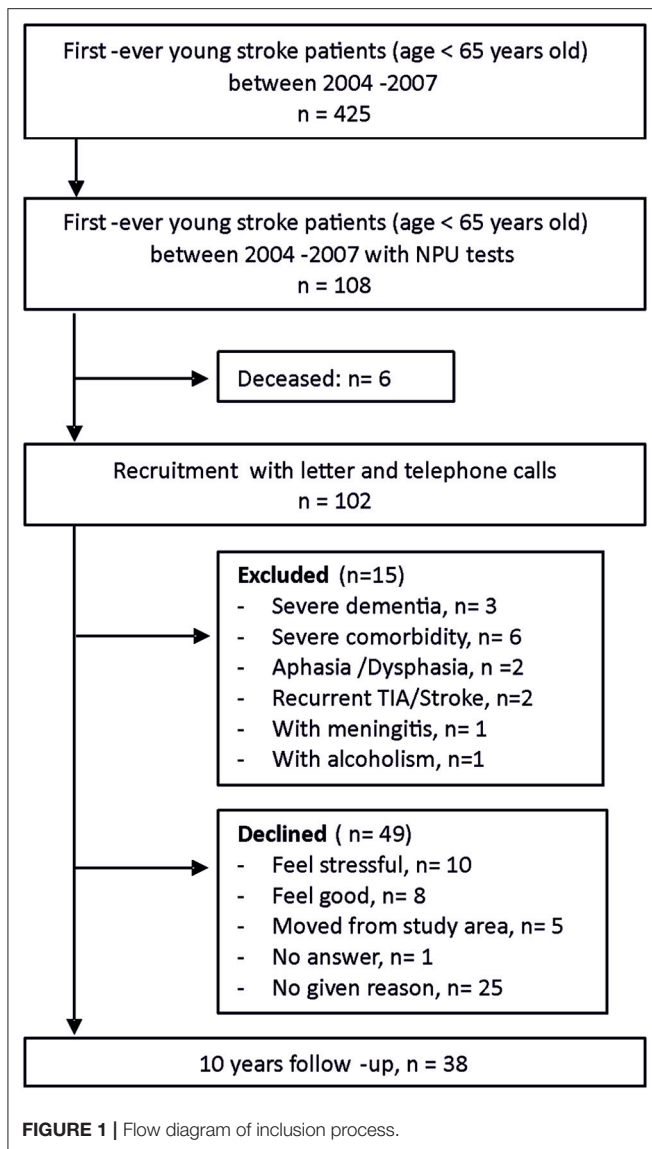 First -ever young stroke patients (age < 65 years old)
between 2004 -2007
n = 425
First -ever young stroke patients (age < 65 years old)
between 2004 -2007 with NPU tests
n = 108
Deceased: n= 6
Recruitment with letter and telephone calls
n = 102
Excluded (n=15)
- Severe dementia, n= 3
- Severe comorbidity, n= 6
- Aphasia /Dysphasia, n =2
- Recurrent TIA/Stroke, n=2
- With meningitis, n= 1
- With alcoholism, n=1
Declined ( n= 49)
- Feel stressful, n= 10
- Feel good, n= 8
- Moved from study area, n= 5
- No answer, n= 1
- No given reason, n= 25
10 years follow -up, n = 38
FIGURE 1 | Flow diagram of inclusion process.